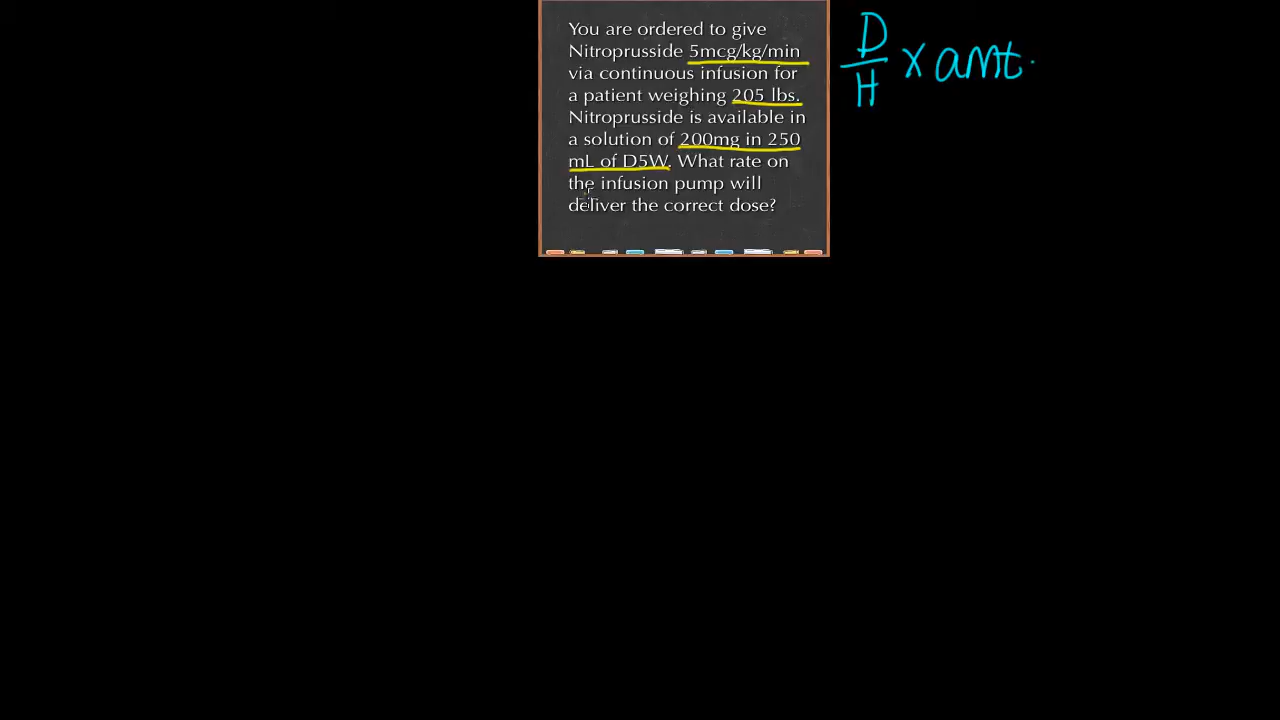 You are ordered to give
Nitroprusside 5mcg/kg/min
via continuous infusion for
a patient weighing 205 lbs.
Nitroprusside is available in
a solution of 200mg in 250
mL of D5W. What rate on
the infusion pump will
deliver the correct dose?
D
H
x amt.